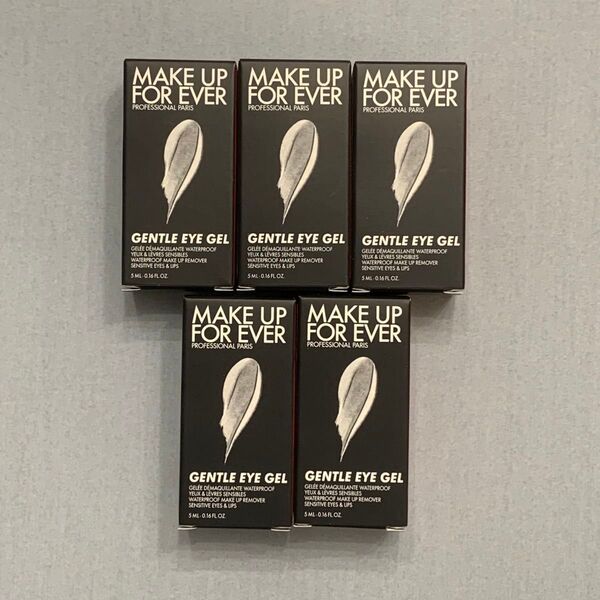 MAKE UP
FOR EVER
PROFESSIONAL PARIS
GENTLE EYE GEL
GELÉE DÉMAQUILLANTE WATERPROOF
YEUX & LÈVRES SENSIBLES
WATERPROOF MAKE UP REMOVER
SENSITIVE EYES & LIPS
5 ML - 0.16 FL. OZ.
MAKE UP
FOR EVER
PROFESSIONAL PARIS
GENTLE EYE GEL
GELÉE DÉMAQUILLANTE WATERPROOF
YEUX & LÈVRES SENSIBLES
WATERPROOF MAKE UP REMOVER
SENSITIVE EYES & LIPS
5 ML - 0.16 FL. OZ.
MAKE UP
FOR EVER
PROFESSIONAL PARIS
GENTLE EYE GEL
GELÉE DÉMAQUILLANTE WATERPROOF
YEUX & LÈVRES SENSIBLES
WATERPROOF MAKE UP REMOVER
SENSITIVE EYES & LIPS
5 ML - 0.16 FL. OZ.
MAKE UP
FOR EVER
PROFESSIONAL PARIS
GENTLE EYE GEL
GELÉE DÉMAQUILLANTE WATERPROOF
YEUX & LÈVRES SENSIBLES
WATERPROOF MAKE UP REMOVER
SENSITIVE EYES & LIPS
5 ML - 0.16 FL. OZ.
MAKE UP
FOR EVER
PROFESSIONAL PARIS
GENTLE EYE GEL
GELÉE DÉMAQUILLANTE WATERPROOF
YEUX & LÈVRES SENSIBLES
WATERPROOF MAKE UP REMOVER
SENSITIVE EYES & LIPS
5 ML - 0.16 FL. OZ.